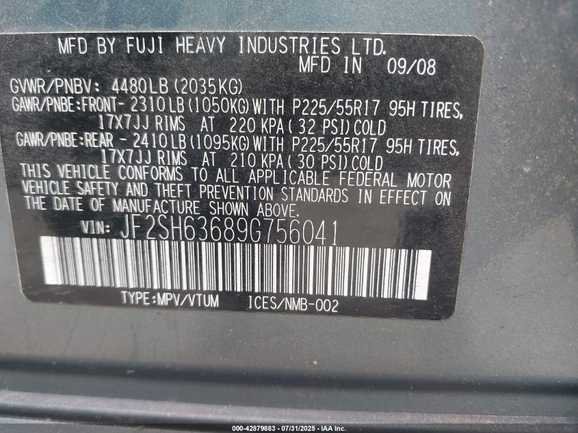 MFD BY FUJI HEAVY INDUSTRIES LTD.
MFD IN 09/08
GVWR/PNBV: 4480LB(2035KG)
GAWR/PNBE:FRONT- 2310LB(1050KG)WITH P225/55R17 95H TIRES,
17X7JJ RIMS AT 220 KPA(32 PSI)COLD
GAWR/PNBE:REAR - 2410LB(1095KG)WITH P225/55R17 95H TIRES,
17X7JJ RIMS AT 210 KPA(30 PSI)COLD
THIS VEHICLE CONFORMS TO ALL APPLICABLE FEDERAL MOTOR
VEHICLE SAFETY AND THEFT PREVENTION STANDARDS IN EFFECT ON
THE DATE OF MANUFACTURE SHOWN ABOVE.
VIN: JF2SH63689G756041
TYPE:MPV/VTUM ICES/NMB-002
000-42879883 - 07/31/2025 - IAA Inc.